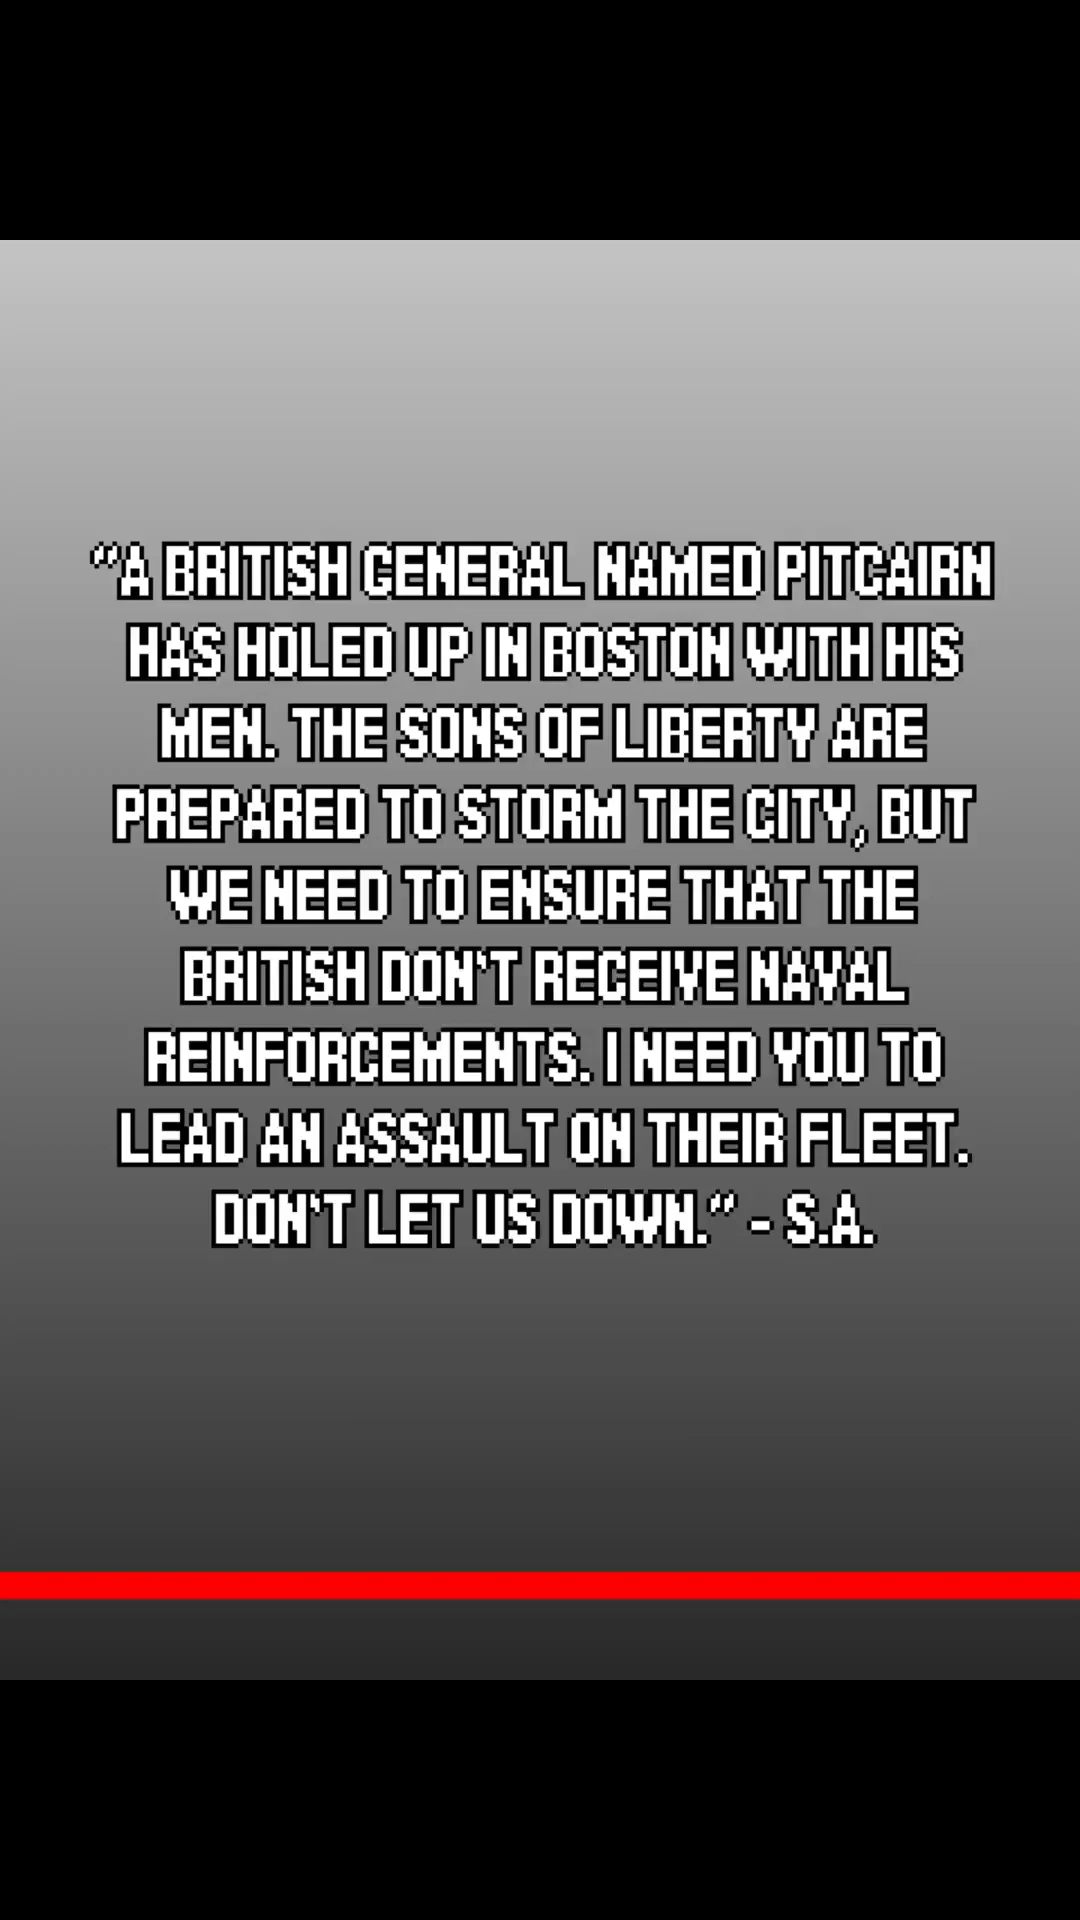 “A BRITISH GENERAL NAMED PITCAIRN
HAS HOLED UP IN BOSTON WITH HIS
MEN. THE SONS OF LIBERTY ARE
PREPARED TO STORM THE CITY, BUT
WE NEED TO ENSURE THAT THE
BRITISH DON'T RECEIVE NAVAL
REINFORCEMENTS. I NEED YOU TO
LEAD AN ASSAULT ON THEIR FLEET.
DON'T LET US DOWN.” - S.A.